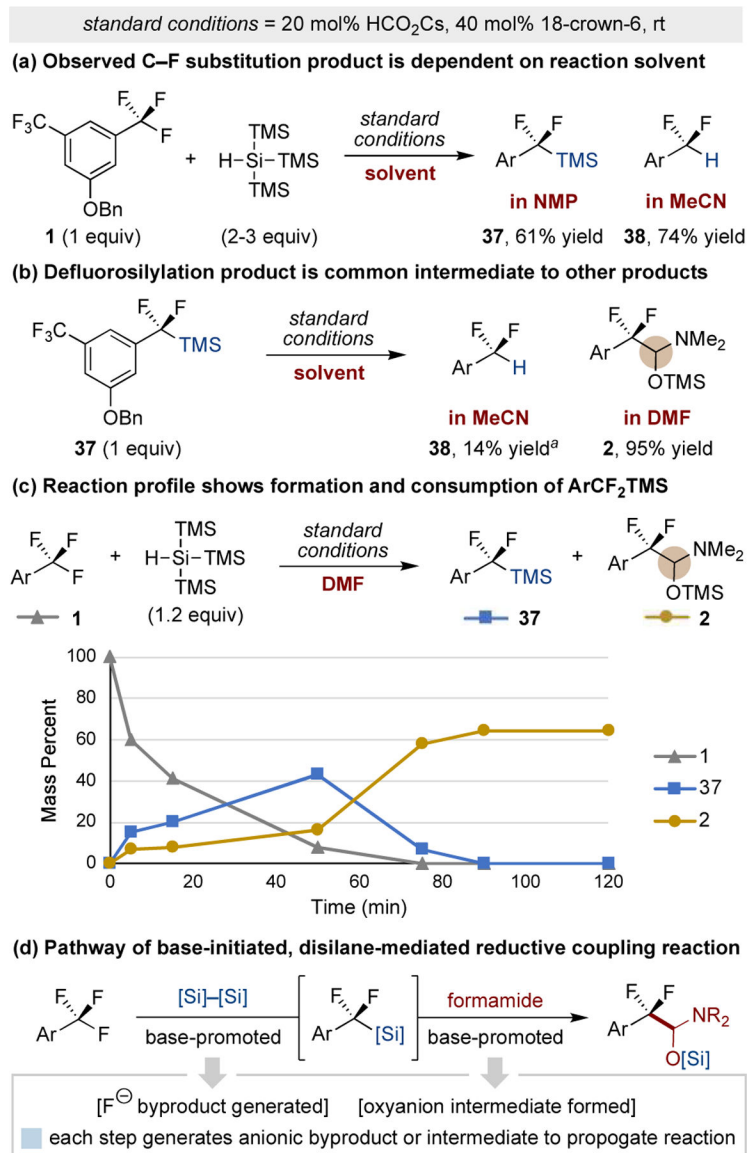 standard conditions = 20 mol% HCO2Cs, 40 mol% 18-crown-6, rt
(a) Observed C–F substitution product is dependent on reaction solvent
F F
F3C F
OBn
1 (1 equiv)
+
TMS
H–Si–TMS
TMS
(2-3 equiv)
standard
conditions
solvent
F F
Ar TMS
in NMP
37, 61% yield
F F
Ar H
in MeCN
38, 74% yield
(b) Defluorosilylation product is common intermediate to other products
F F
F3C TMS
OBn
37 (1 equiv)
standard
conditions
solvent
F F
Ar H
in MeCN
38, 14% yielda
F F
Ar NMe2
OTMS
in DMF
2, 95% yield
(c) Reaction profile shows formation and consumption of ArCF2TMS
F F
Ar F
1
+
TMS
H–Si–TMS
TMS
(1.2 equiv)
standard
conditions
DMF
F F
Ar TMS
37
+
F F
Ar NMe2
OTMS
2
Mass Percent
100
80
60
40
20
0
0 20 40 60 80 100 120
Time (min)
1
37
2
(d) Pathway of base-initiated, disilane-mediated reductive coupling reaction
F F
Ar F
[Si]–[Si]
base-promoted
F F
Ar [Si]
formamide
base-promoted
F F
Ar NR2
O[Si]
[F⊖ byproduct generated] [oxyanion intermediate formed]
each step generates anionic byproduct or intermediate to propogate reaction